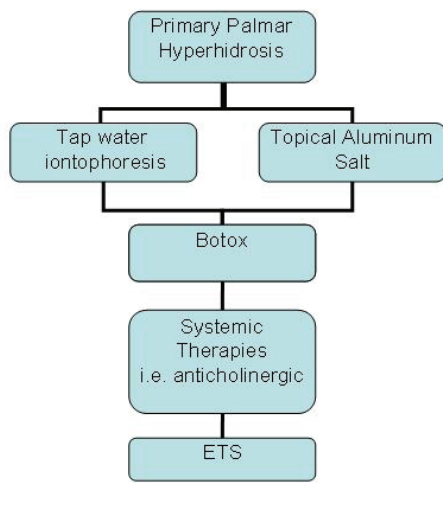 Primary Palmar
Hyperhidrosis
Tap water
iontophoresis
Topical Aluminum
Salt
Botox
Systemic
Therapies
i.e. anticholinergic
ETS